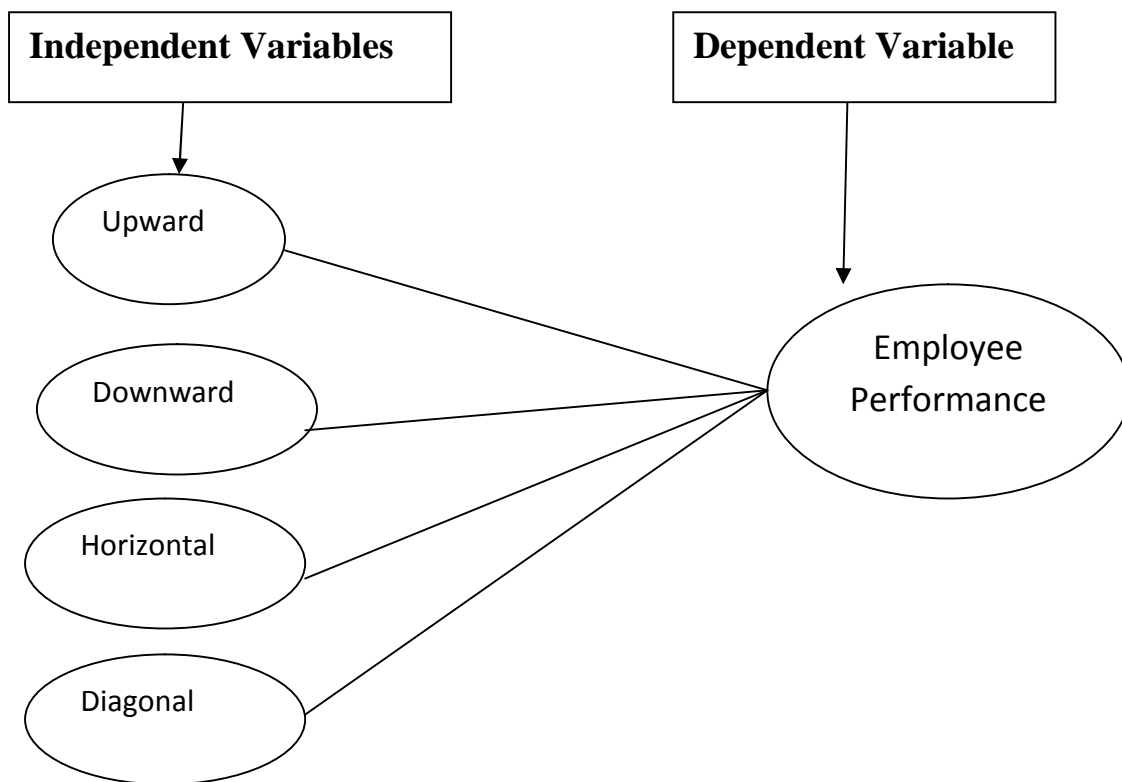 Independent Variables
Dependent Variable
Upward
Employee
Performance
Downward
Horizontal
Diagonal